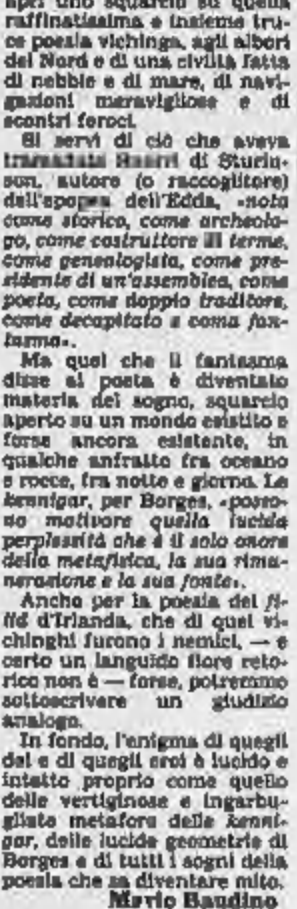 aprì uno squarcio su quella
raffinatissima e insieme tru-
ce poesia vichinga, agli albori
del Nord e di una civiltà fatta
di nebbie e di mare, di navi-
gazioni meravigliose e di
scontri feroci.
Si servì di ciò che aveva
di Sturlu-
son, autore (o raccoglitore)
dell'epopea dell'Edda, «noto
come storico, come archeolo-
go, come costruttore di terme,
come genealogista, come pre-
sidente di un'assemblea, come
poeta, come doppio traditore,
come decapitato e come fan-
tasma».
Ma quel che il fantasma
disse al poeta è diventato
materia del sogno, squarcio
aperto su un mondo esistito e
forse ancora esistente, in
qualche anfratto fra oceano
e rocce, fra notte e giorno. Le
kennigar, per Borges, «posso-
no motivare quella lucida
perplessità che è il solo onore
della metafisica, la sua rimu-
nerazione e la sua fonte».
Anche per la poesia dei fi-
lid d'Irlanda, che di quei vi-
chinghi furono i nemici, — e
certo un languido fiore reto-
rico non è — forse, potremmo
sottoscrivere un giudizio
analogo.
In fondo, l'enigma di quegli
dei e di quegli eroi è lucido e
intatto proprio come quello
delle vertiginose e ingarbu-
gliate metafore delle kenni-
gar, delle lucide geometrie di
Borges e di tutti i sogni della
poesia che sa diventare mito.
Mario Baudino